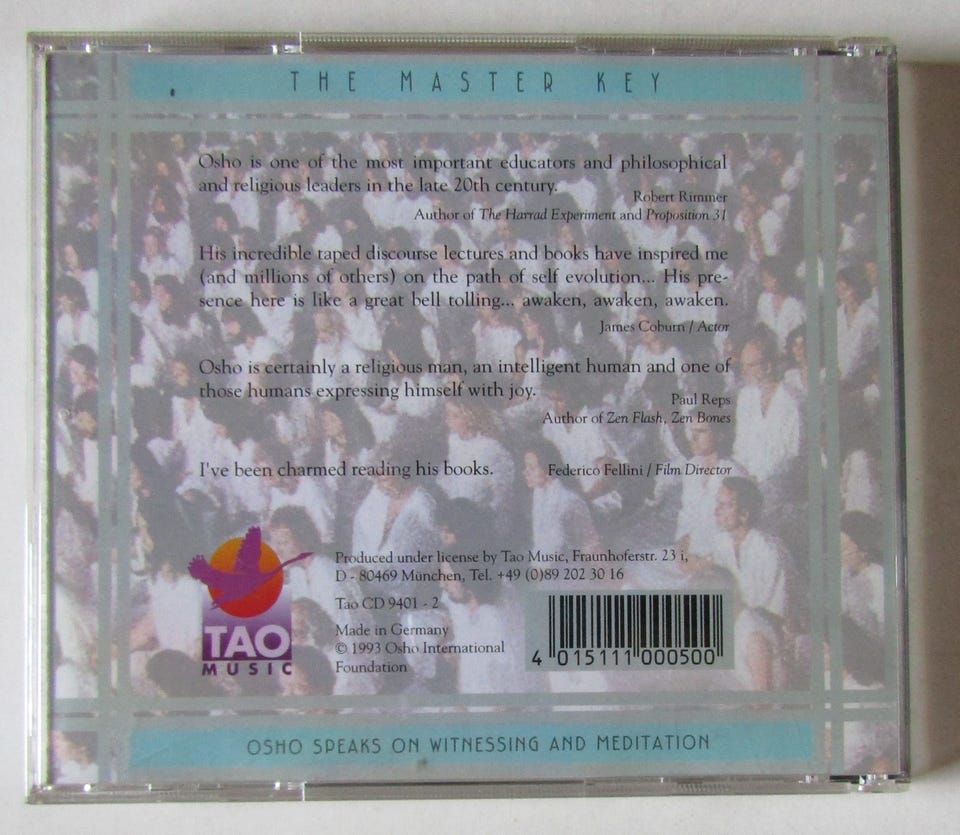 THE MASTER KEY
Osho is one of the most important educators and philosophical
and religious leaders in the late 20th century.
Robert Rimmer
Author of The Harrad Experiment and Proposition 31
His incredible taped discourse lectures and books have inspired me
(and millions of others) on the path of self evolution... His pre-
sence here is like a great bell tolling... awaken, awaken, awaken.
James Coburn / Actor
Osho is certainly a religious man, an intelligent human and one of
those humans expressing himself with joy.
Paul Reps
Author of Zen Flash, Zen Bones
I've been charmed reading his books. Federico Fellini / Film Director
TAO
MUSIC
Produced under license by Tao Music, Fraunhoferstr. 23 i,
D - 80469 München, Tel. +49 (0)89 202 30 16
Tao CD 9401 - 2
Made in Germany
© 1993 Osho International
Foundation
4 015111 000500
OSHO SPEAKS ON WITNESSING AND MEDITATION